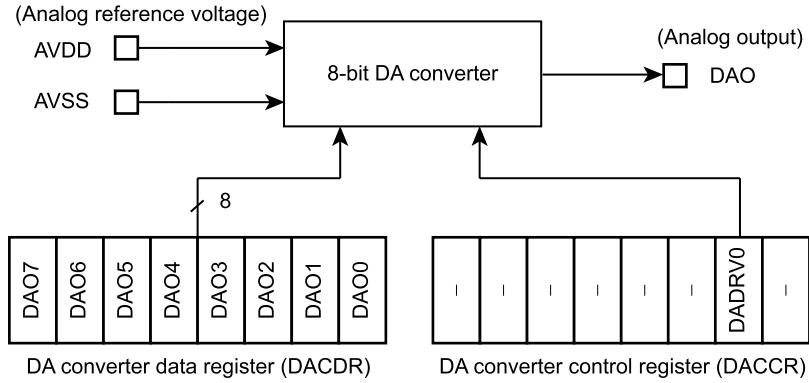 (Analog reference voltage)
AVDD
AVSS
8-bit DA converter
(Analog output)
DAO
8
DAO7 DAO6 DAO5 DAO4 DAO3 DAO2 DAO1 DAO0
– – – – – – DADRV0 –
DA converter data register (DACDR)
DA converter control register (DACCR)